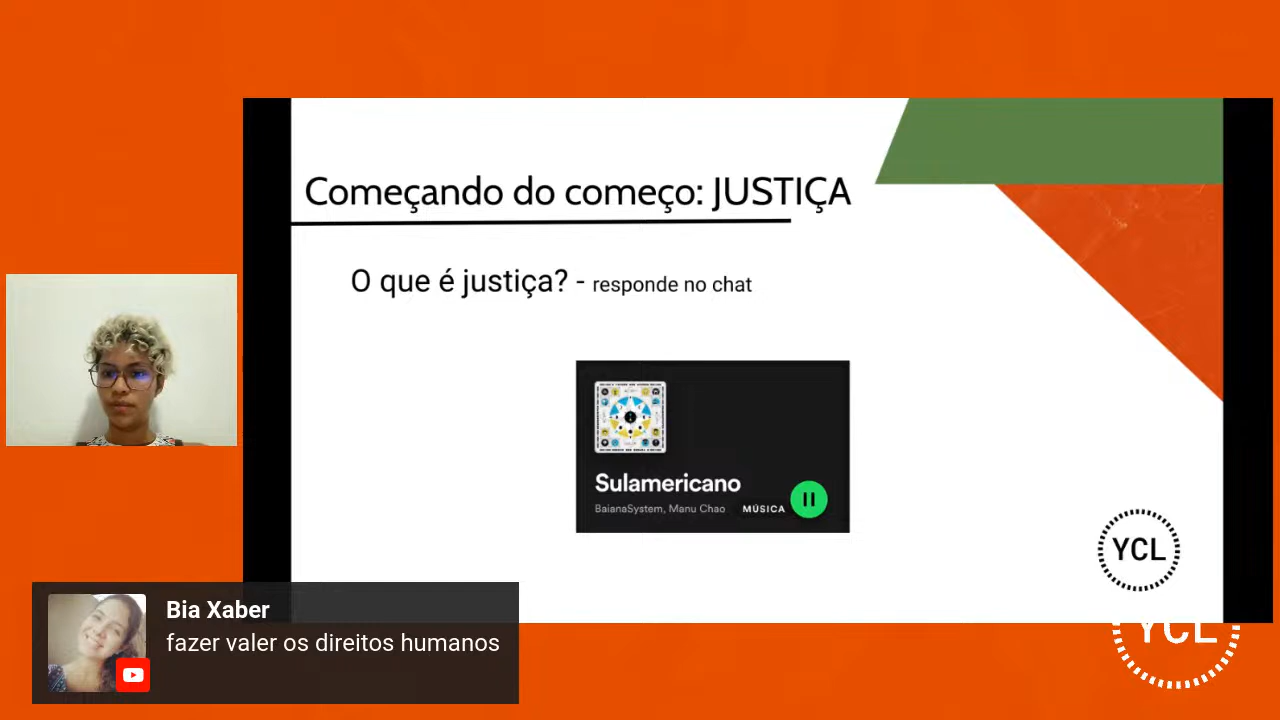 Começando do começo: JUSTIÇA
O que é justiça? - responde no chat
Sulamericano
BaianaSystem, Manu Chao MÚSICA
YCL
YCL
Bia Xaber
fazer valer os direitos humanos